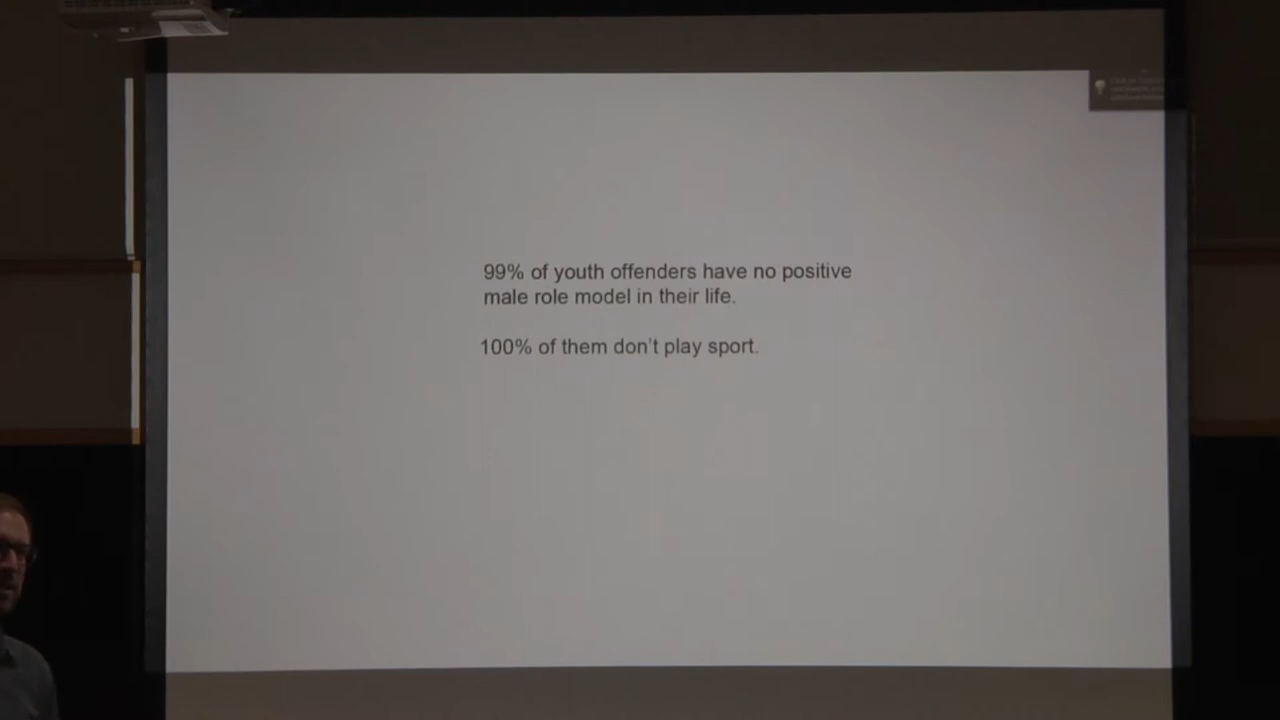 99% of youth offenders have no positive
male role model in their life.
100% of them don't play sport.